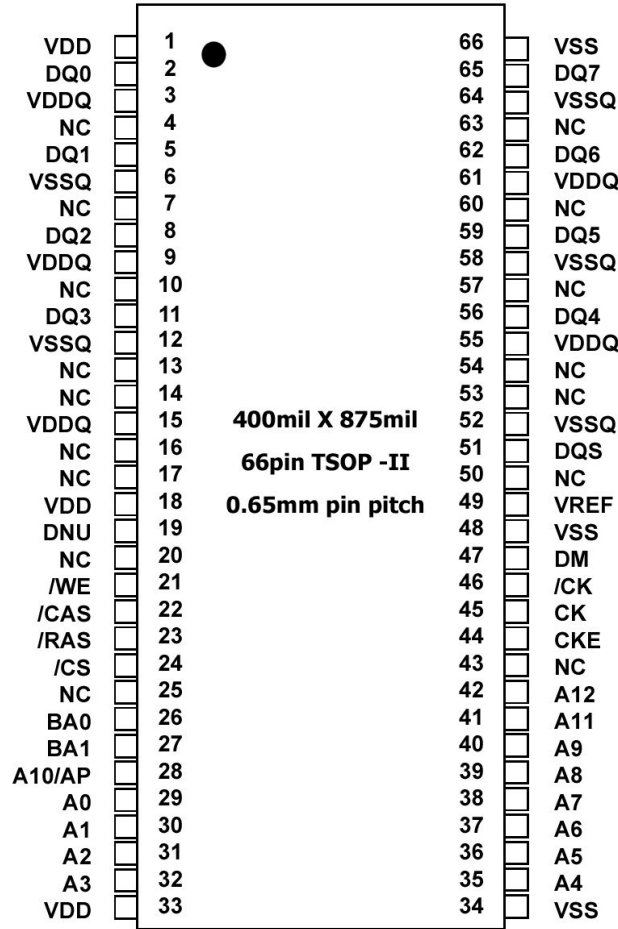 VDD 1 66 VSS
DQ0 2 65 DQ7
VDDQ 3 64 VSSQ
NC 4 63 NC
DQ1 5 62 DQ6
VSSQ 6 61 VDDQ
NC 7 60 NC
DQ2 8 59 DQ5
VDDQ 9 58 VSSQ
NC 10 57 NC
DQ3 11 56 DQ4
VSSQ 12 55 VDDQ
NC 13 54 NC
NC 14 53 NC
VDDQ 15 400mil X 875mil 52 VSSQ
NC 16 66pin TSOP -II 51 DQS
NC 17 50 NC
VDD 18 0.65mm pin pitch 49 VREF
DNU 19 48 VSS
NC 20 47 DM
/WE 21 46 /CK
/CAS 22 45 CK
/RAS 23 44 CKE
/CS 24 43 NC
NC 25 42 A12
BA0 26 41 A11
BA1 27 40 A9
A10/AP 28 39 A8
A0 29 38 A7
A1 30 37 A6
A2 31 36 A5
A3 32 35 A4
VDD 33 34 VSS